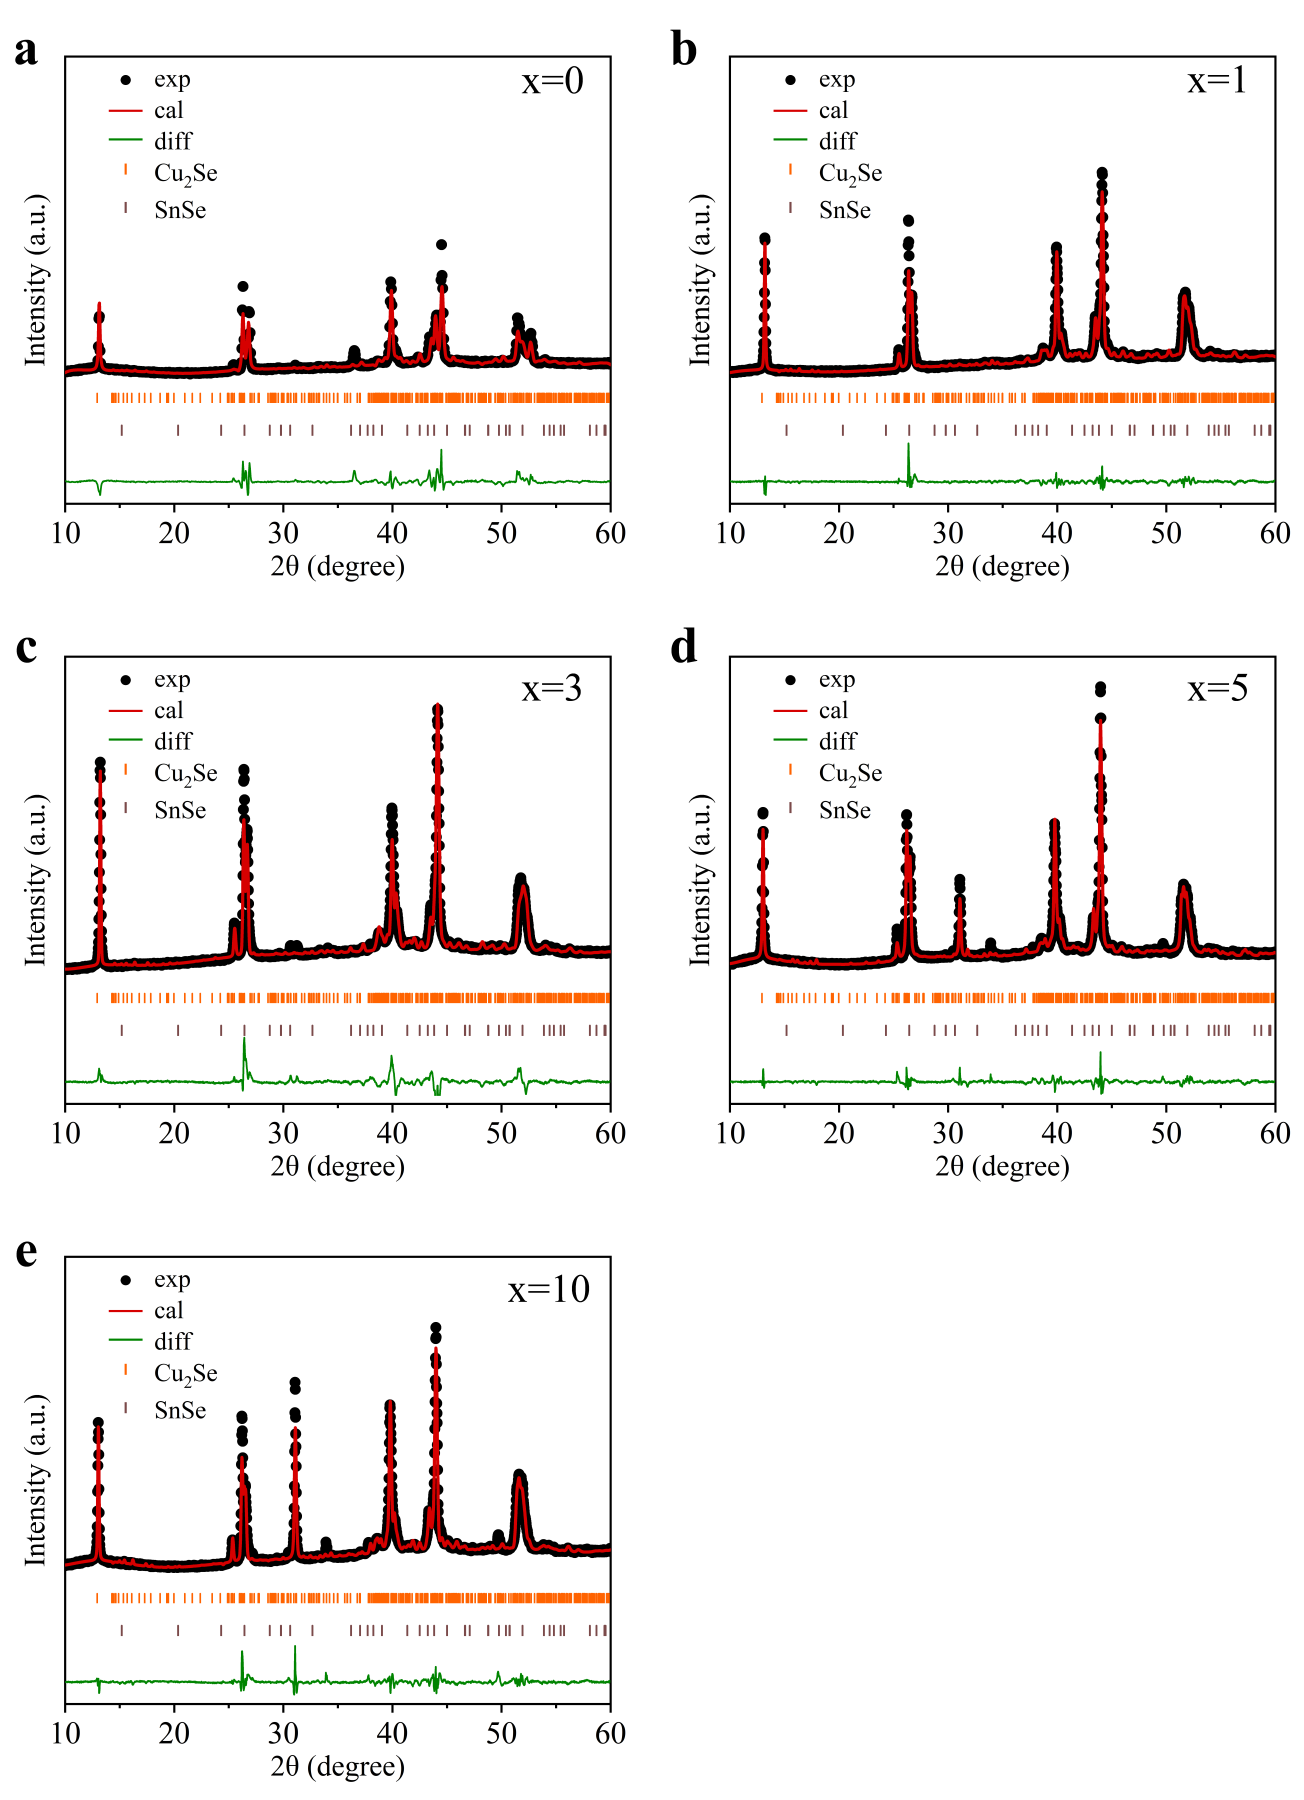 a
exp
x=0
cal
diff
Cu₂Se
SnSe
Intensity (a.u.)
10 20 30 40 50 60
2θ (degree)
b
exp
x=1
cal
diff
Cu₂Se
SnSe
Intensity (a.u.)
10 20 30 40 50 60
2θ (degree)
c
exp
x=3
cal
diff
Cu₂Se
SnSe
Intensity (a.u.)
10 20 30 40 50 60
2θ (degree)
d
exp
x=5
cal
diff
Cu₂Se
SnSe
Intensity (a.u.)
10 20 30 40 50 60
2θ (degree)
e
exp
x=10
cal
diff
Cu₂Se
SnSe
Intensity (a.u.)
10 20 30 40 50 60
2θ (degree)